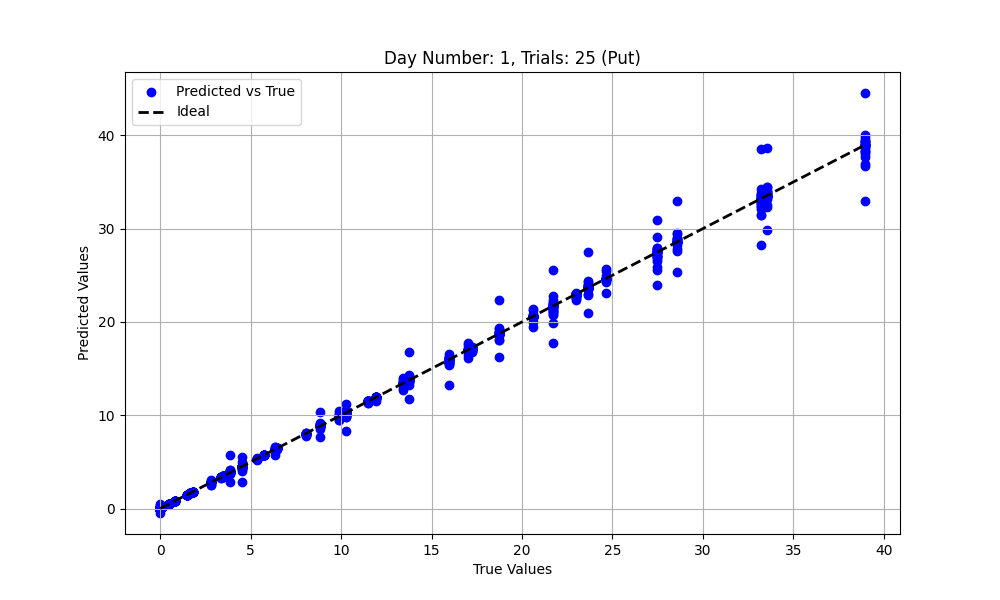 Day Number: 1, Trials: 25 (Put)
Predicted vs True
Ideal
Predicted Values
40
30
20
10
0
0 5 10 15 20 25 30 35 40
True Values